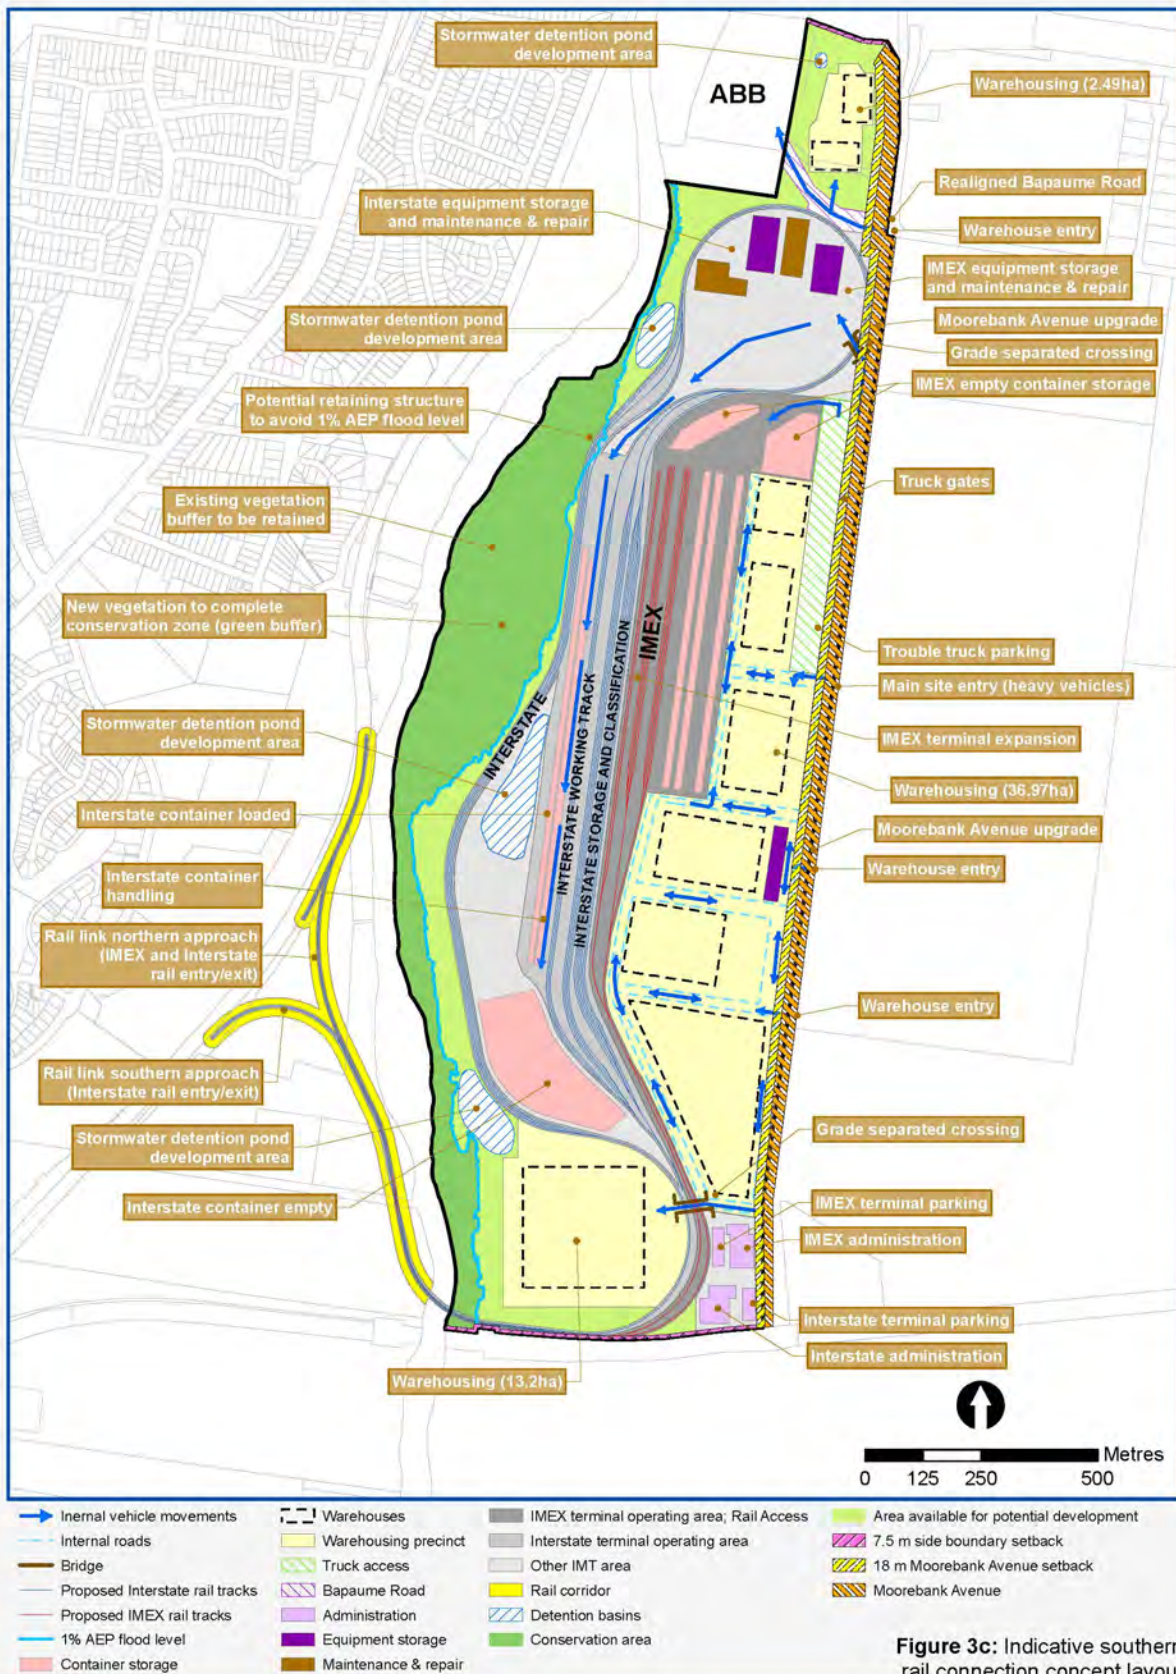 Stormwater detention pond
development area
ABB
Warehousing (2.49ha)
Interstate equipment storage
and maintenance & repair
Realigned Bapaume Road
Warehouse entry
IMEX equipment storage
and maintenance & repair
Stormwater detention pond
development area
Moorebank Avenue upgrade
Grade separated crossing
IMEX empty container storage
Potential retaining structure
to avoid 1% AEP flood level
Truck gates
Existing vegetation
buffer to be retained
New vegetation to complete
conservation zone (green buffer)
IMEX
INTERSTATE
INTERSTATE WORKING TRACK
INTERSTATE STORAGE AND CLASSIFICATION
Trouble truck parking
Main site entry (heavy vehicles)
Stormwater detention pond
development area
IMEX terminal expansion
Warehousing (36.97ha)
Interstate container loaded
Moorebank Avenue upgrade
Warehouse entry
Interstate container
handling
Rail link northern approach
(IMEX and Interstate
rail entry/exit)
Warehouse entry
Rail link southern approach
(Interstate rail entry/exit)
Stormwater detention pond
development area
Grade separated crossing
Interstate container empty
IMEX terminal parking
IMEX administration
Interstate terminal parking
Interstate administration
Warehousing (13.2ha)
Metres
0 125 250 500
Inernal vehicle movements
Internal roads
Bridge
Proposed Interstate rail tracks
Proposed IMEX rail tracks
1% AEP flood level
Container storage
Warehouses
Warehousing precinct
Truck access
Bapaume Road
Administration
Equipment storage
Maintenance & repair
IMEX terminal operating area; Rail Access
Interstate terminal operating area
Other IMT area
Rail corridor
Detention basins
Conservation area
Area available for potential development
7.5 m side boundary setback
18 m Moorebank Avenue setback
Moorebank Avenue
Figure 3c: Indicative southern
rail connection concept layout